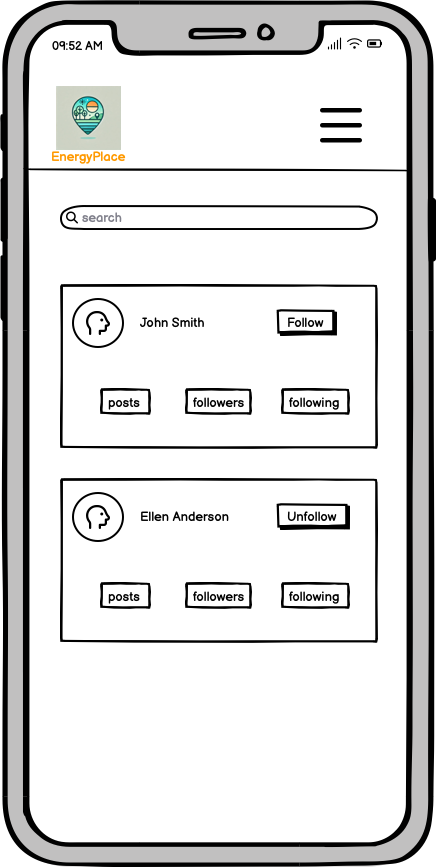 09:52 AM
EnergyPlace
search
John Smith
Follow
posts
followers
following
Ellen Anderson
Unfollow
posts
followers
following